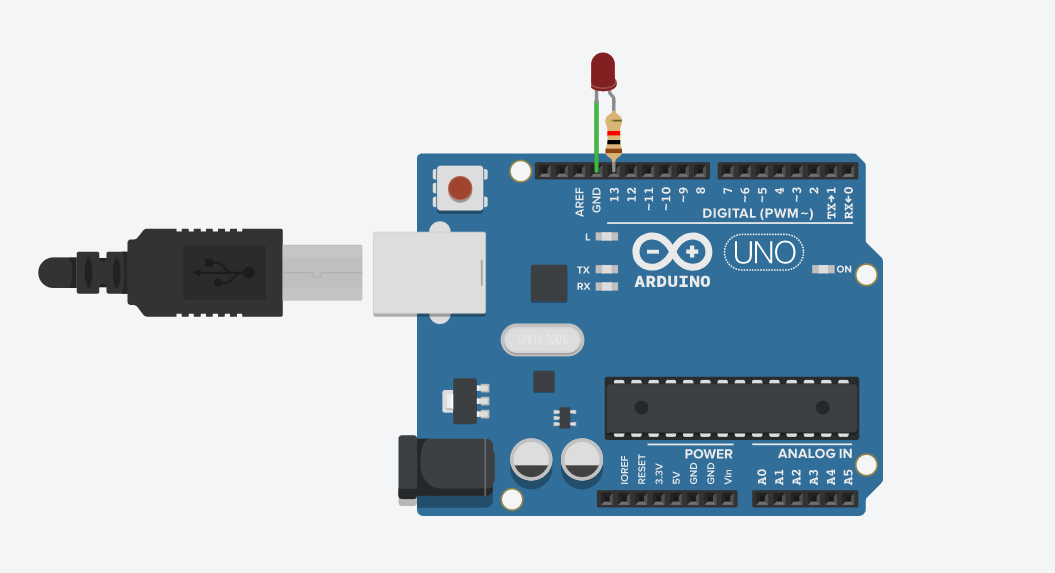 AREF
GND
13
12
~11
~10
~9
8
7
~6
~5
4
~3
2
TX→1
RX←0
DIGITAL (PWM~)
L
TX
RX
ARDUINO
UNO
ON
SPK16.000G
POWER
ANALOG IN
IOREF
RESET
3.3V
5V
GND
GND
Vin
A0
A1
A2
A3
A4
A5